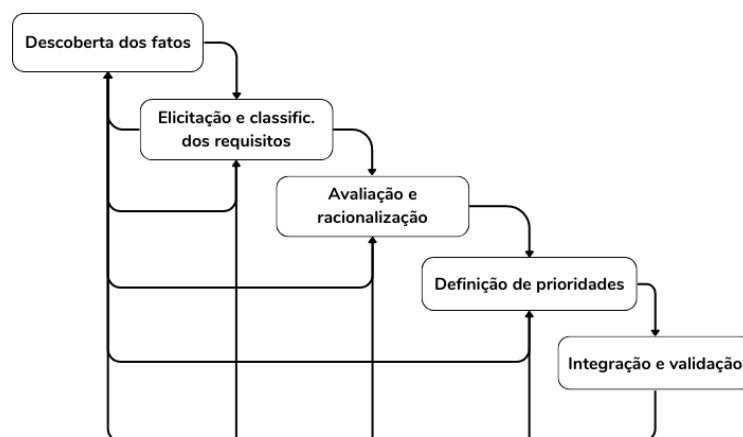 Descoberta dos fatos
Elicitação e classific.
dos requisitos
Avaliação e
racionalização
Definição de prioridades
Integração e validação